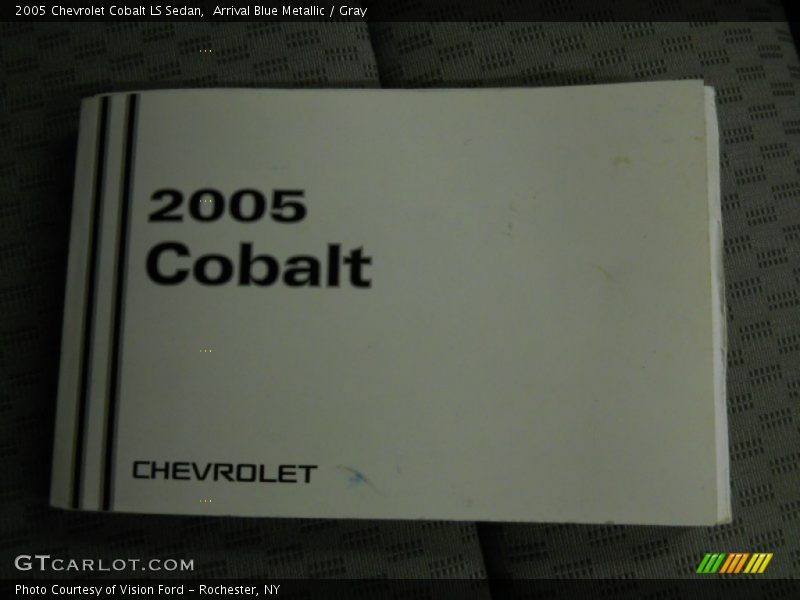 2005 Chevrolet Cobalt LS Sedan,  Arrival Blue Metallic / Gray
2005
Cobalt
CHEVROLET
GTCARLOT.COM
Photo Courtesy of Vision Ford - Rochester, NY